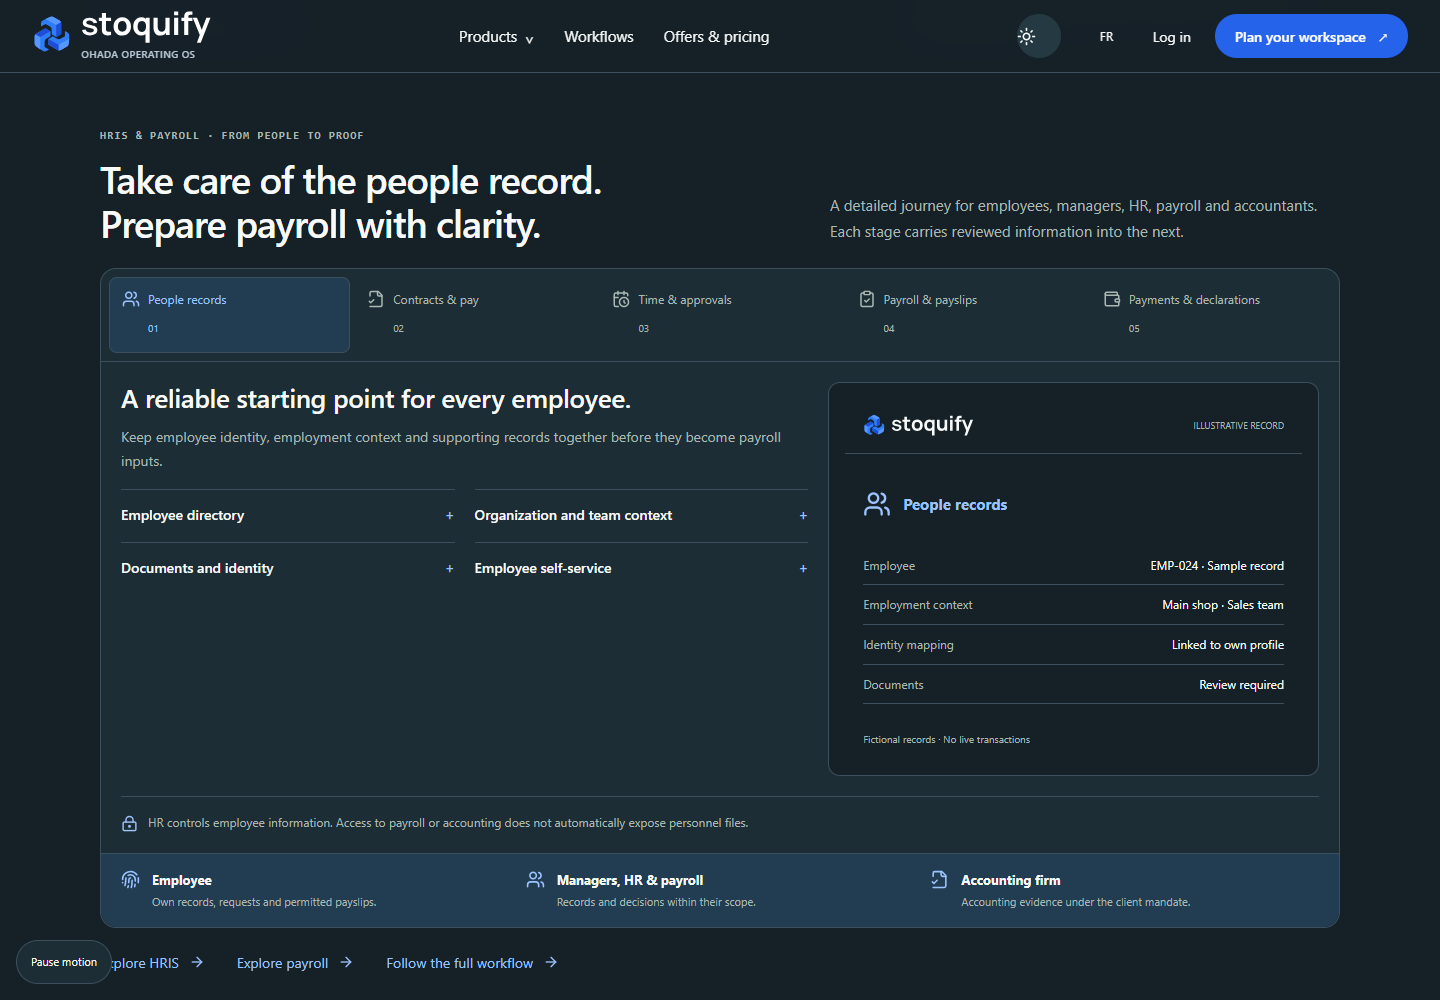 stoquify
OHADA OPERATING OS
Products
Workflows
Offers & pricing
FR
Log in
Plan your workspace ↗
HRIS & PAYROLL · FROM PEOPLE TO PROOF
Take care of the people record.
Prepare payroll with clarity.
A detailed journey for employees, managers, HR, payroll and accountants.
Each stage carries reviewed information into the next.
People records
01
Contracts & pay
02
Time & approvals
03
Payroll & payslips
04
Payments & declarations
05
A reliable starting point for every employee.
Keep employee identity, employment context and supporting records together before they become payroll
inputs.
Employee directory +
Organization and team context +
Documents and identity +
Employee self-service +
stoquify
ILLUSTRATIVE RECORD
People records
Employee EMP-024 · Sample record
Employment context Main shop · Sales team
Identity mapping Linked to own profile
Documents Review required
Fictional records · No live transactions
HR controls employee information. Access to payroll or accounting does not automatically expose personnel files.
Employee
Own records, requests and permitted payslips.
Managers, HR & payroll
Records and decisions within their scope.
Accounting firm
Accounting evidence under the client mandate.
Pause motion
xplore HRIS →
Explore payroll →
Follow the full workflow →